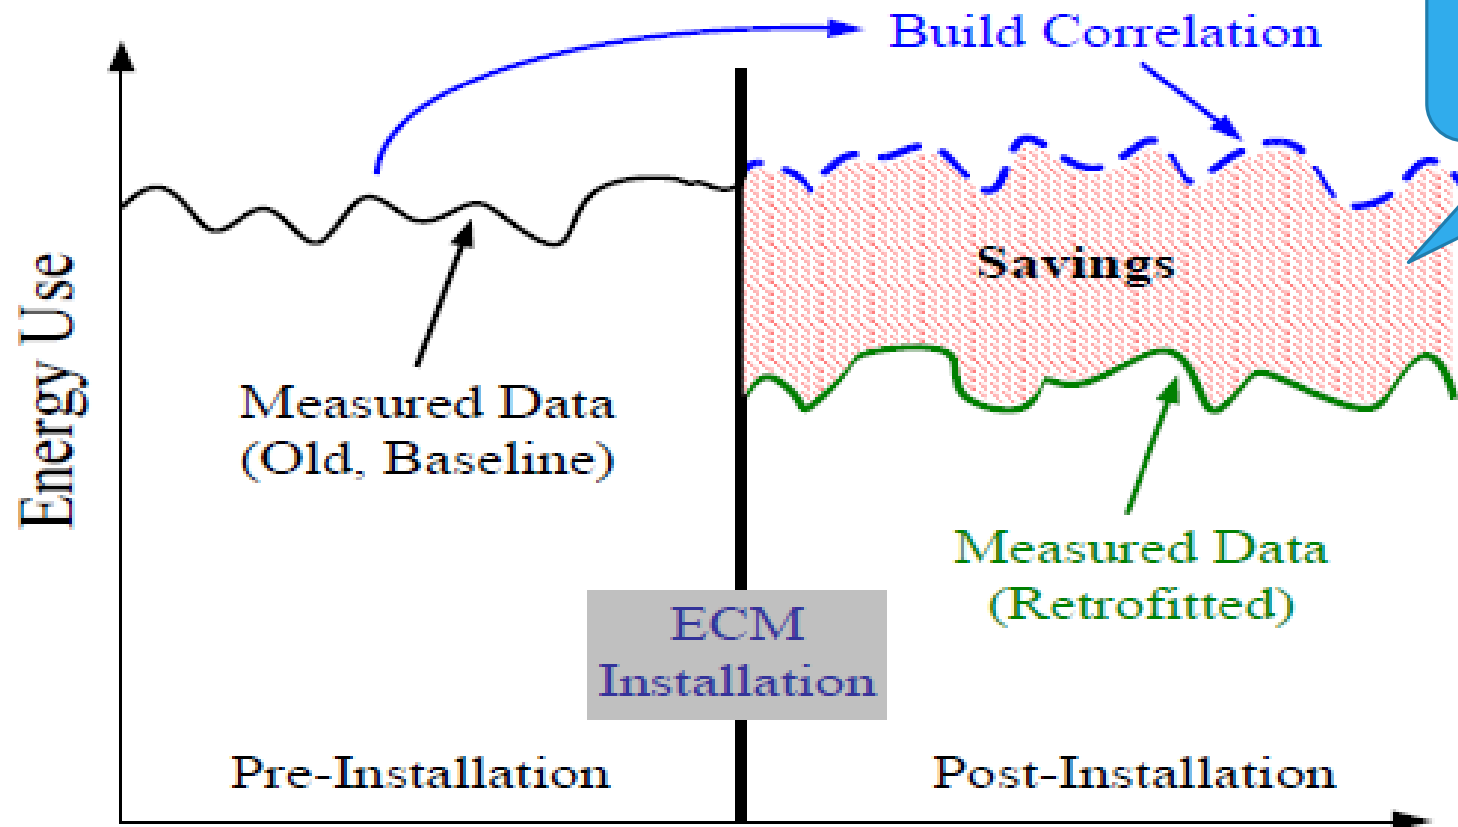 Build Correlation
Energy Use
Savings
Measured Data
(Old, Baseline)
Measured Data
(Retrofitted)
ECM
Installation
Pre-Installation
Post-Installation